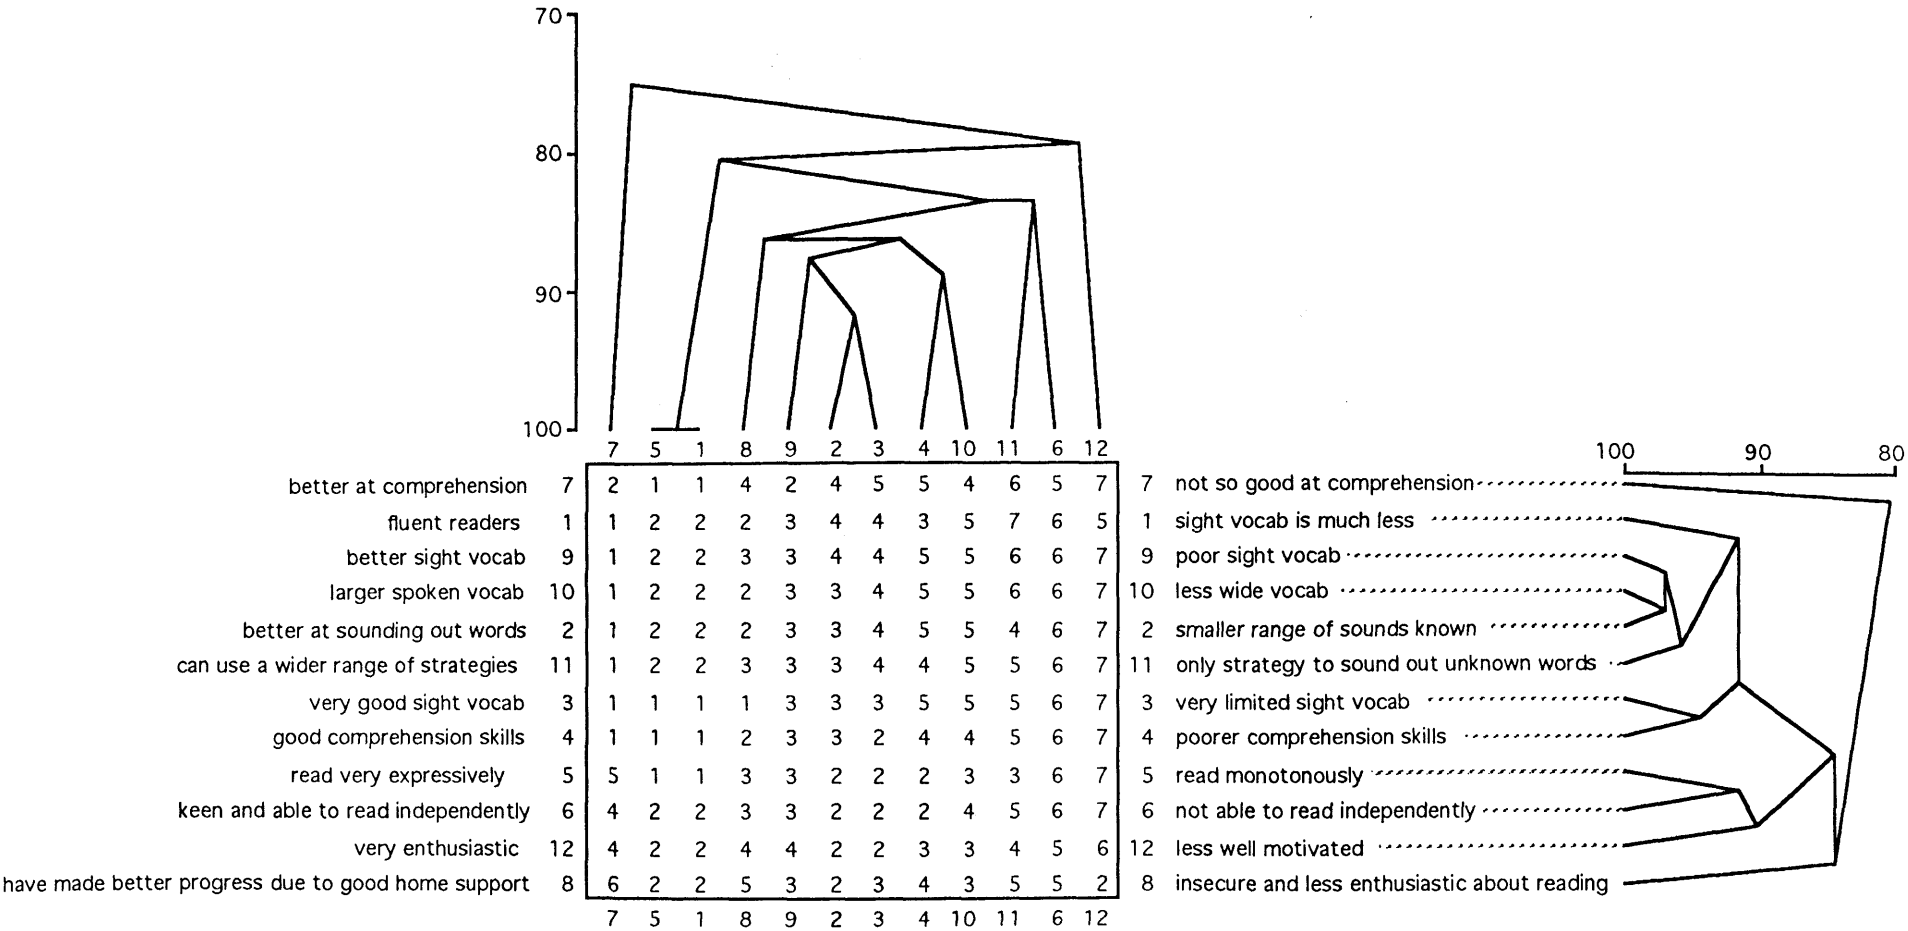 70
80
90
100
7 5 1 8 9 2 3 4 10 11 6 12
100 90 80
better at comprehension 7 2 1 1 4 2 4 5 5 4 6 5 7 7 not so good at comprehension
fluent readers 1 1 2 2 2 3 4 4 3 5 7 6 5 1 sight vocab is much less
better sight vocab 9 1 2 2 3 3 4 4 5 5 6 6 7 9 poor sight vocab
larger spoken vocab 10 1 2 2 2 3 3 4 5 5 6 6 7 10 less wide vocab
better at sounding out words 2 1 2 2 2 3 3 4 5 5 4 6 7 2 smaller range of sounds known
can use a wider range of strategies 11 1 2 2 3 3 3 4 4 5 5 6 7 11 only strategy to sound out unknown words
very good sight vocab 3 1 1 1 1 3 3 3 5 5 5 6 7 3 very limited sight vocab
good comprehension skills 4 1 1 1 2 3 3 2 4 4 5 6 7 4 poorer comprehension skills
read very expressively 5 5 1 1 3 3 2 2 2 3 3 6 7 5 read monotonously
keen and able to read independently 6 4 2 2 3 3 2 2 2 4 5 6 7 6 not able to read independently
very enthusiastic 12 4 2 2 4 4 2 2 3 3 4 5 6 12 less well motivated
have made better progress due to good home support 8 6 2 2 5 3 2 3 4 3 5 5 2 8 insecure and less enthusiastic about reading
7 5 1 8 9 2 3 4 10 11 6 12